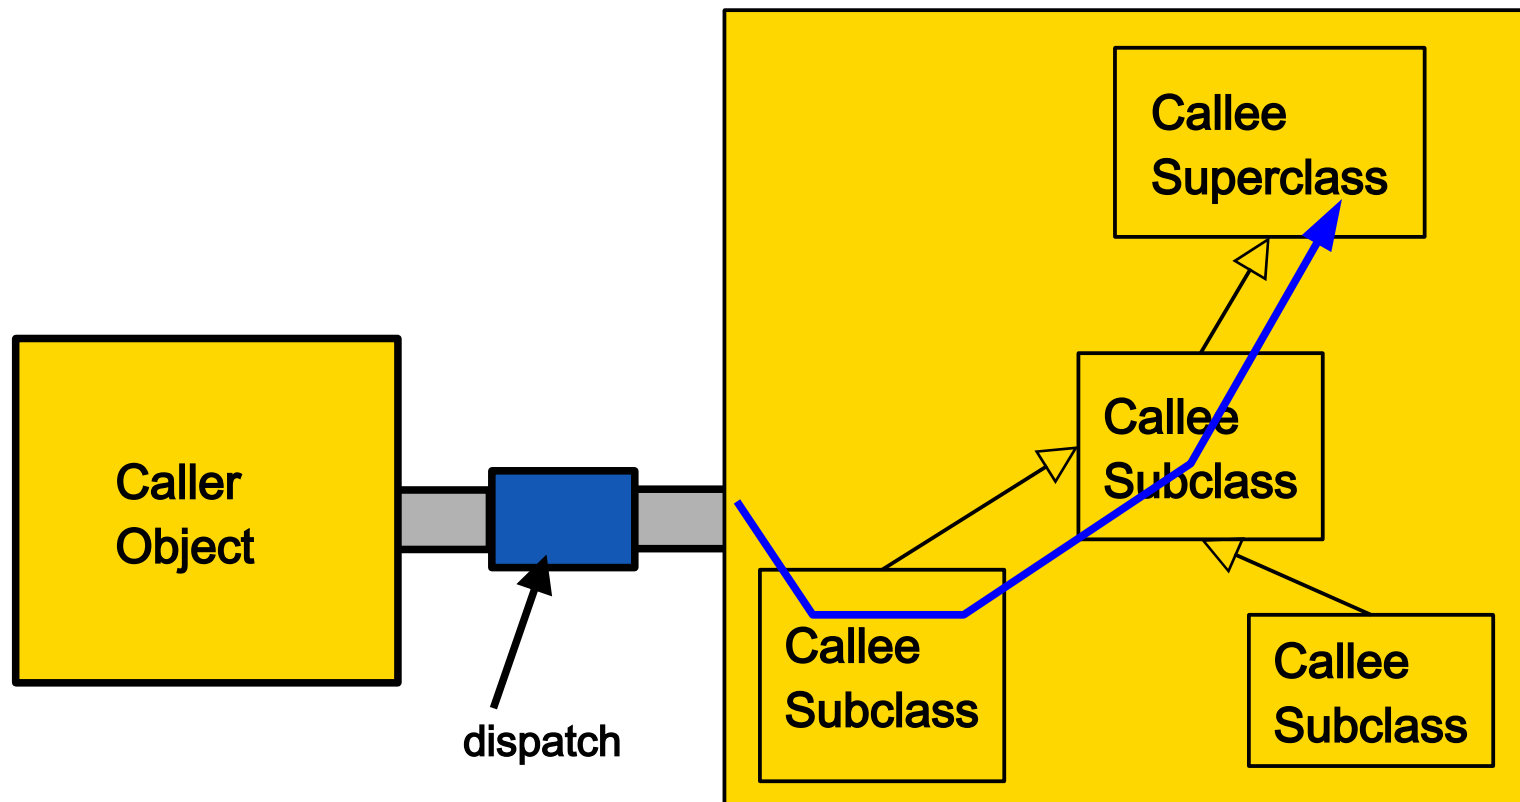 Caller
Object
dispatch
Callee
Superclass
Callee
Subclass
Callee
Subclass
Callee
Subclass